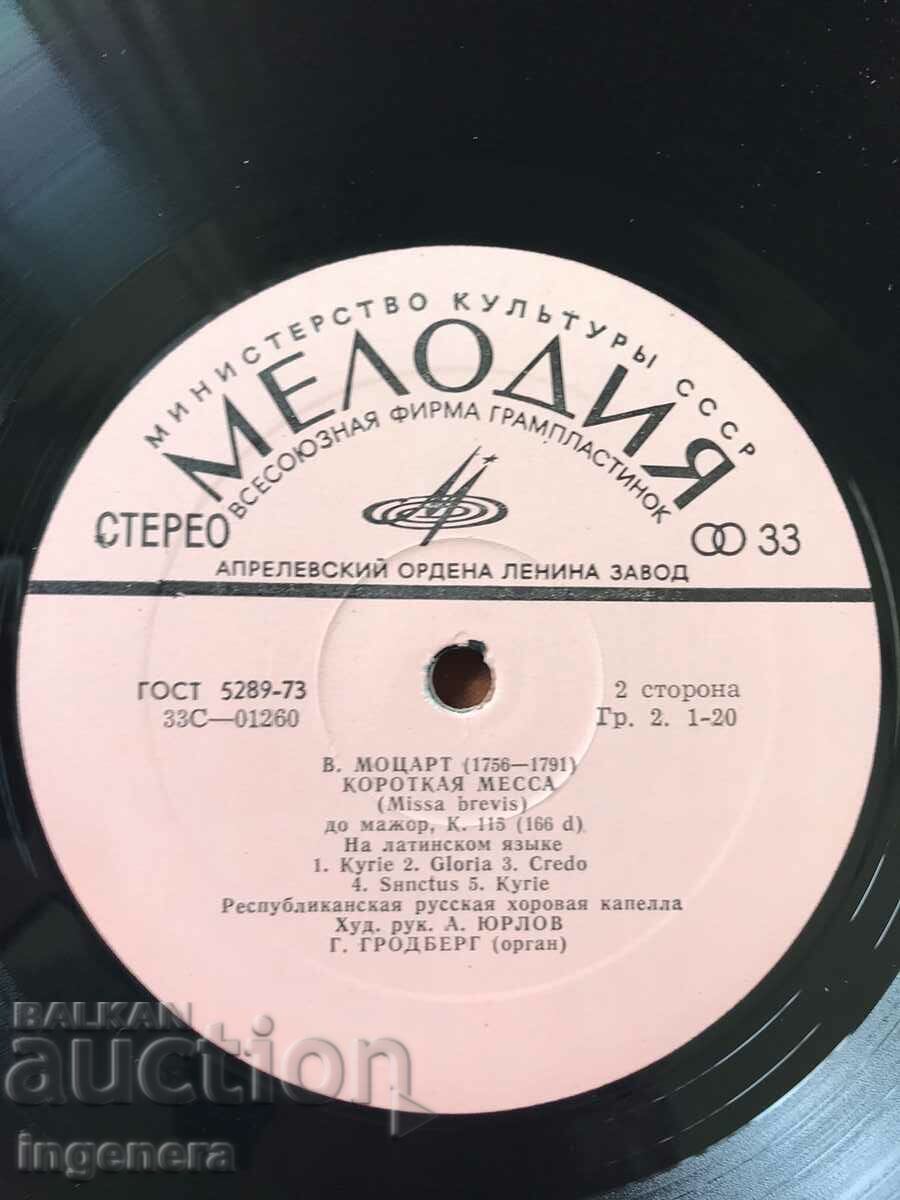 МИНИСТЕРСТВО КУЛЬТУРЫ СССР
МЕЛОДИЯ
ВСЕСОЮЗНАЯ ФИРМА ГРАМПЛАСТИНОК
СТЕРЕО
33
АПРЕЛЕВСКИЙ ОРДЕНА ЛЕНИНА ЗАВОД
ГОСТ 5289-73
2 сторона
33С—01260
Гр. 2. 1-20
В. МОЦАРТ (1756—1791)
КОРОТКАЯ МЕССА
(Missa brevis)
до мажор, К. 115 (166 d)
На латинском языке
1. Kyrie 2. Gloria 3. Credo
4. Snnctus 5. Kyrie
Республиканская русская хоровая капелла
Худ. рук. А. ЮРЛОВ
Г. ГРОДБЕРГ (орган)
BALKAN
auction
ingenera